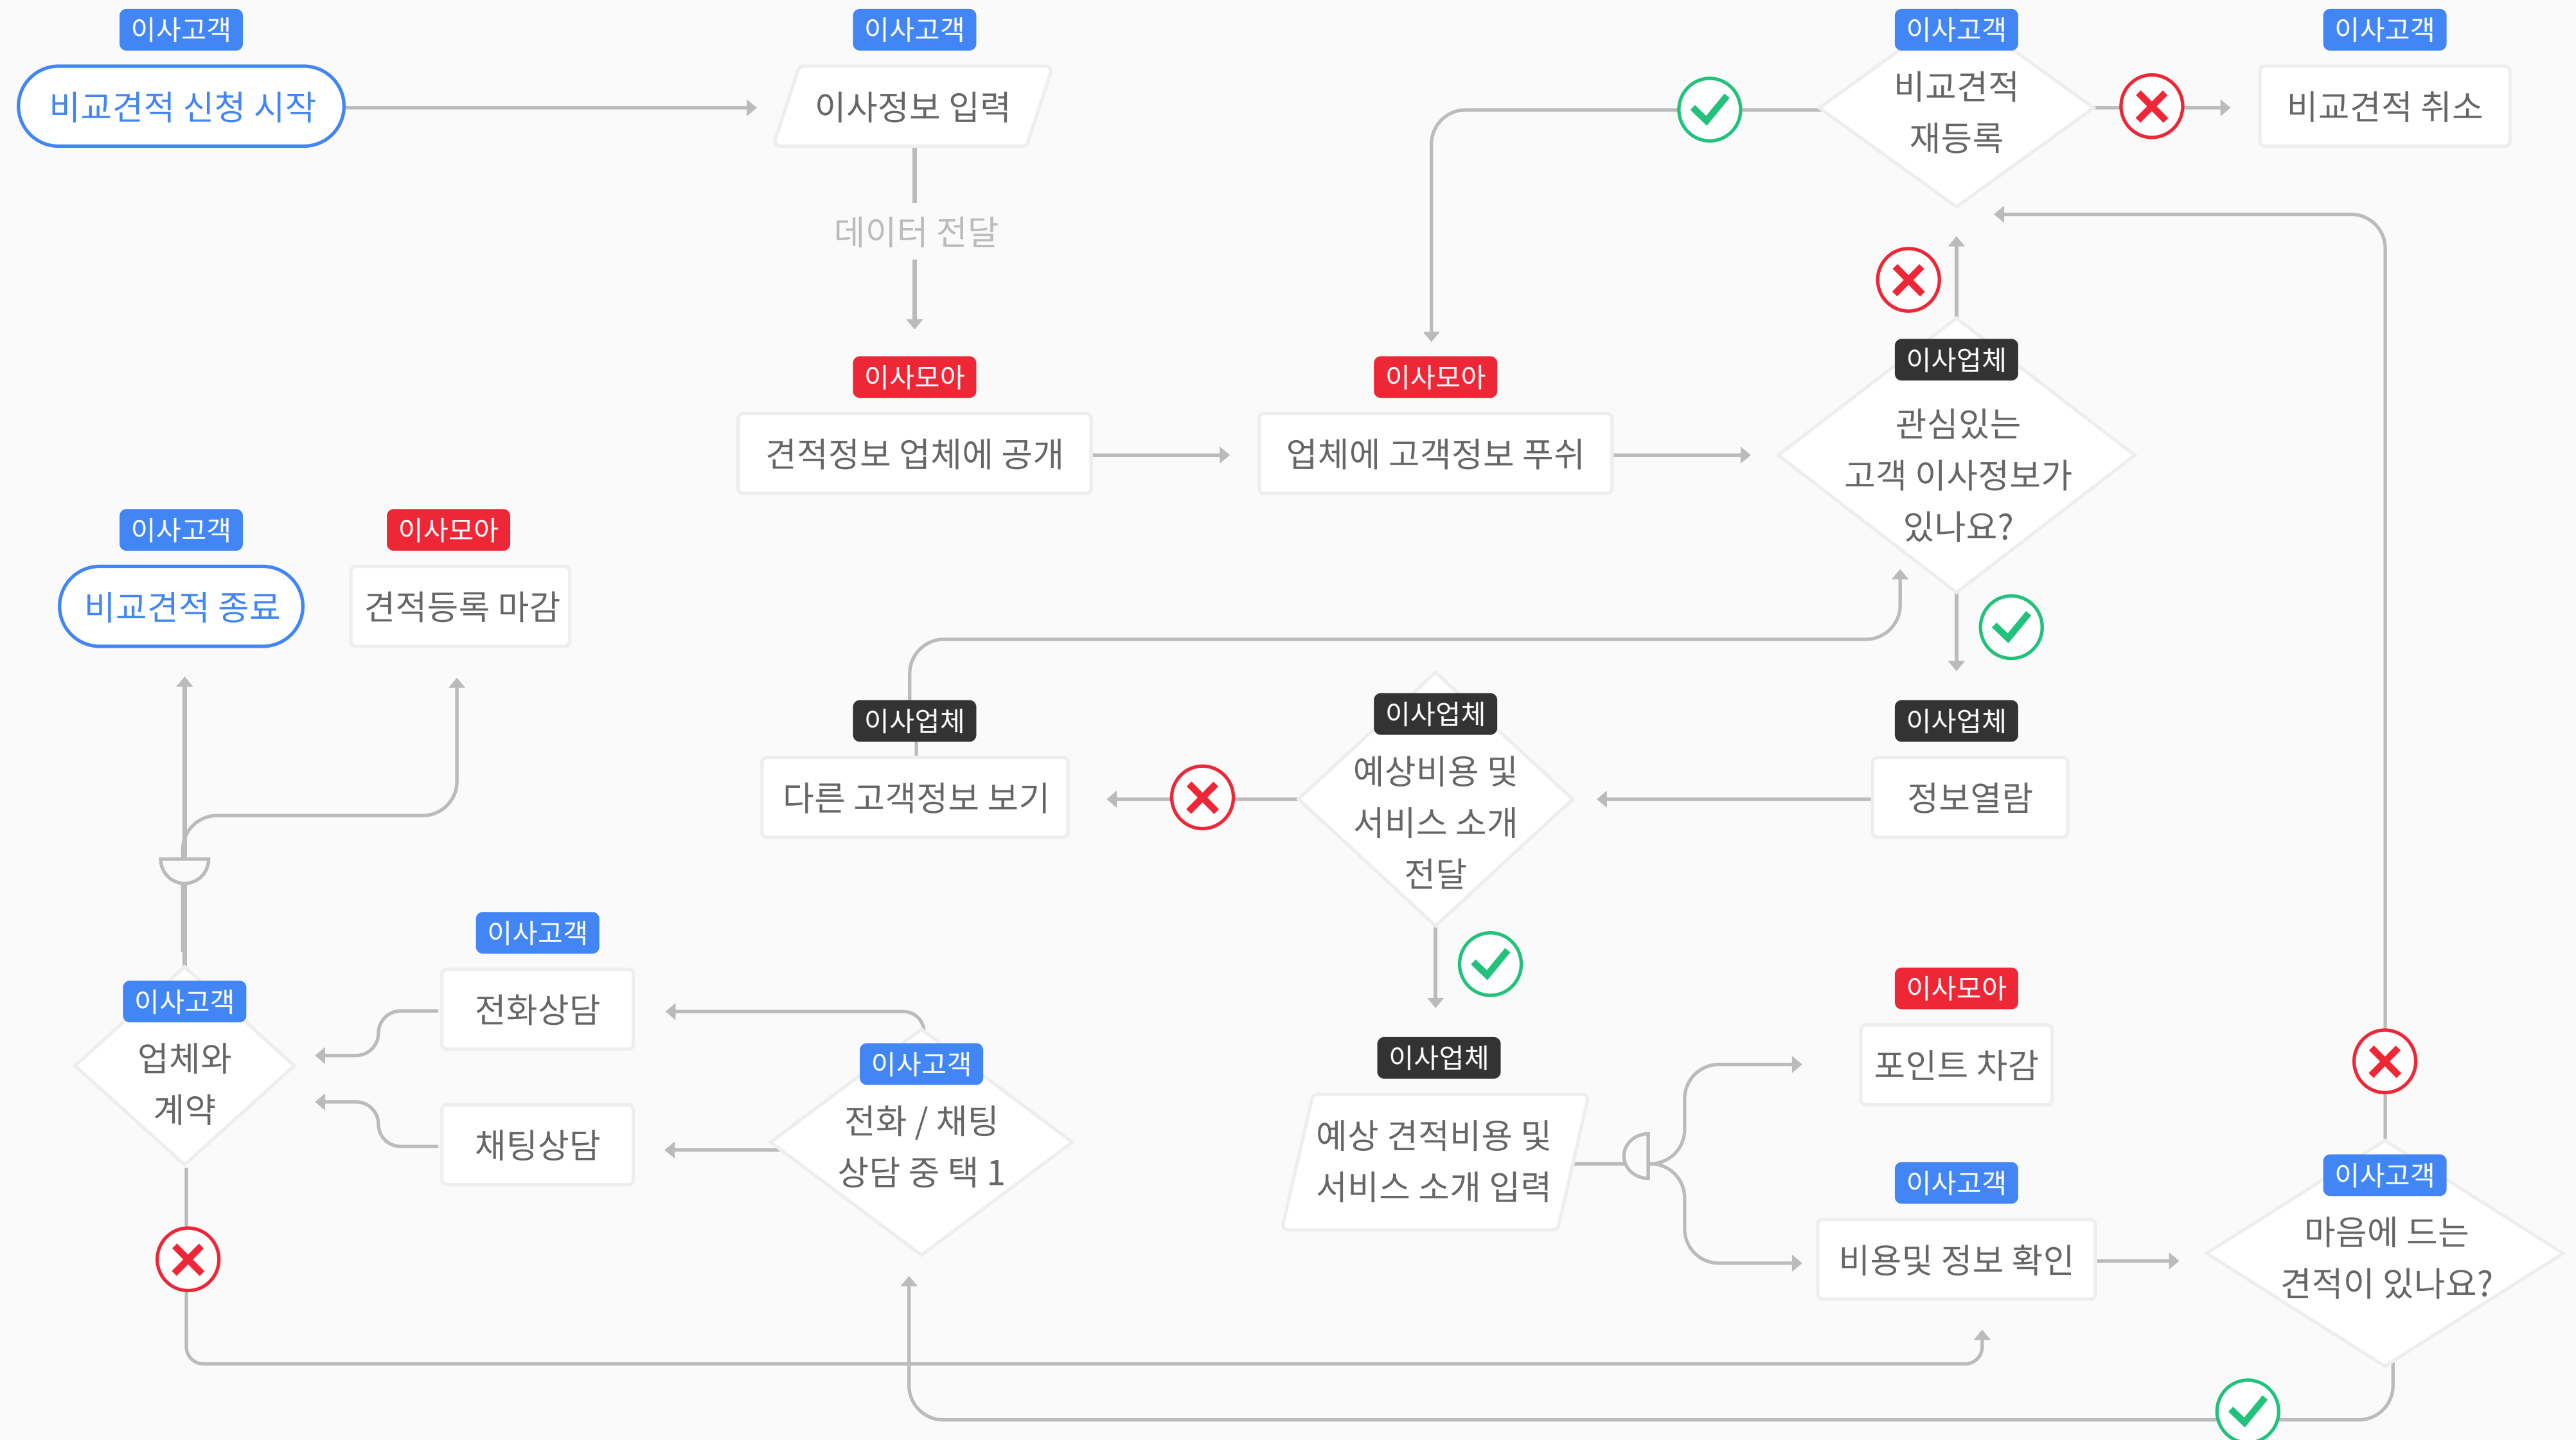 이사고객
비교견적 신청 시작
이사고객
이사정보 입력
데이터 전달
이사고객
비교견적
재등록
이사고객
비교견적 취소
이사모아
견적정보 업체에 공개
이사모아
업체에 고객정보 푸쉬
이사업체
관심있는
고객 이사정보가
있나요?
이사고객
비교견적 종료
이사모아
견적등록 마감
이사업체
다른 고객정보 보기
이사업체
예상비용 및
서비스 소개
전달
이사업체
정보열람
이사고객
업체와
계약
이사고객
전화상담
채팅상담
이사고객
전화 / 채팅
상담 중 택 1
이사업체
예상 견적비용 및
서비스 소개 입력
이사모아
포인트 차감
이사고객
비용및 정보 확인
이사고객
마음에 드는
견적이 있나요?